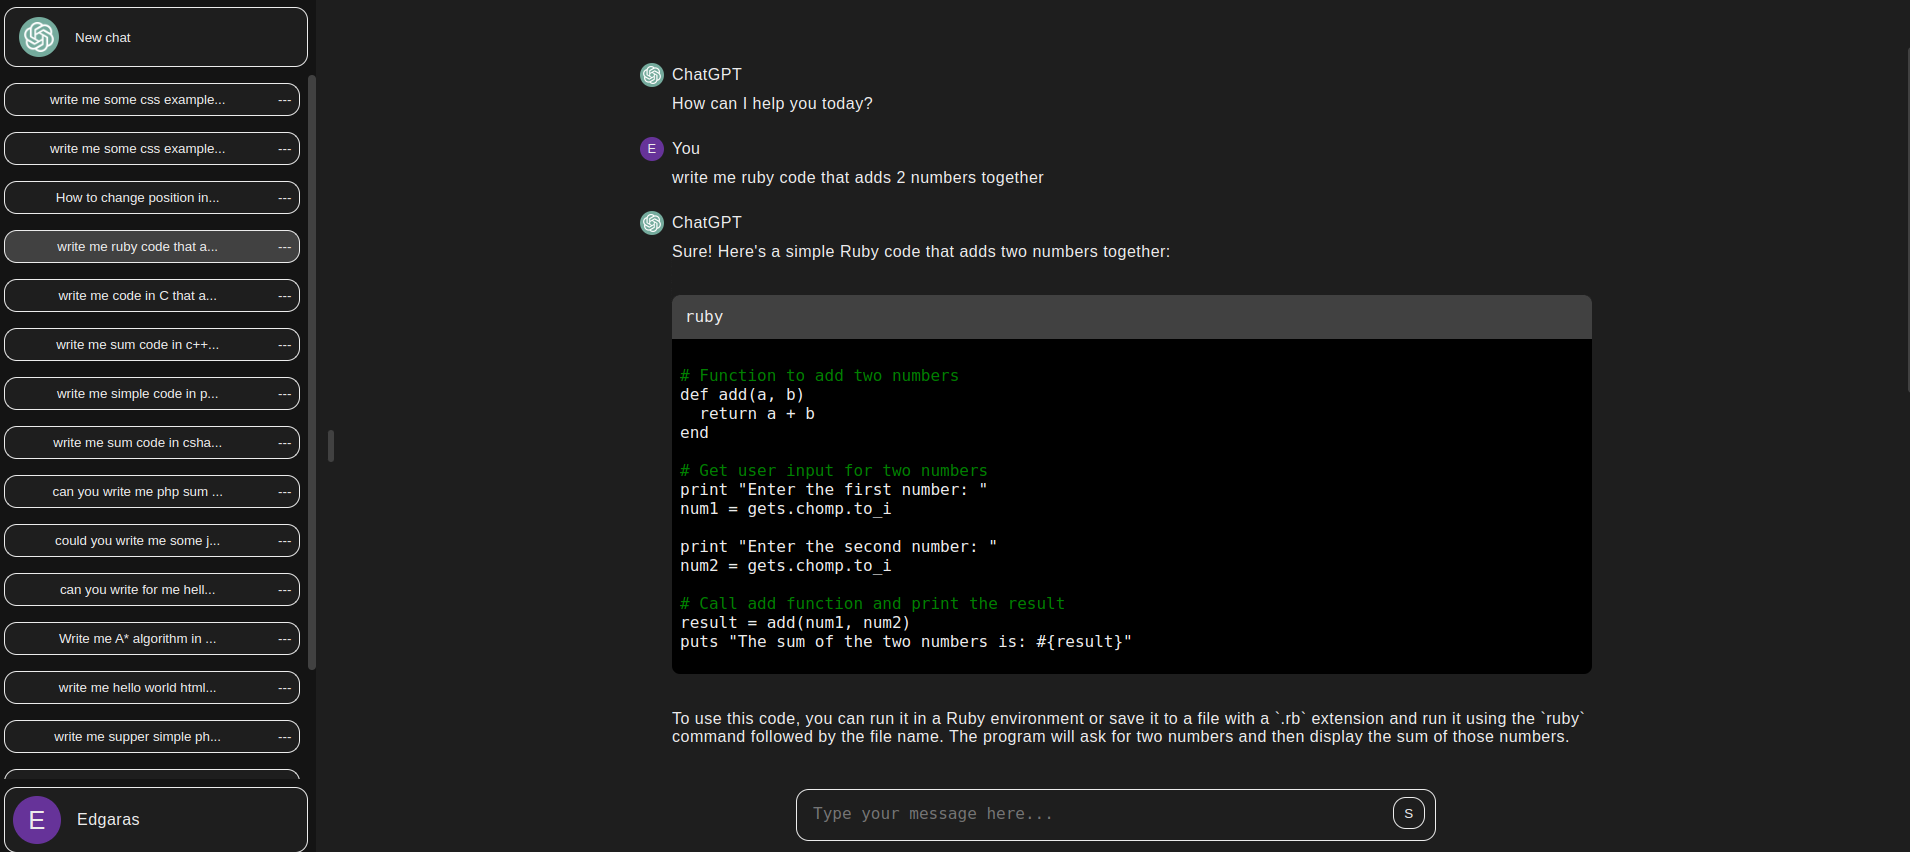 New chat
write me some css example... ---
write me some css example... ---
How to change position in... ---
write me ruby code that a... ---
write me code in C that a... ---
write me sum code in c++... ---
write me simple code in p... ---
write me sum code in csha... ---
can you write me php sum ... ---
could you write me some j... ---
can you write for me hell... ---
Write me A* algorithm in ... ---
write me hello world html... ---
write me supper simple ph... ---
E Edgaras
ChatGPT
How can I help you today?
E You
write me ruby code that adds 2 numbers together
ChatGPT
Sure! Here's a simple Ruby code that adds two numbers together:
ruby
# Function to add two numbers
def add(a, b)
  return a + b
end
# Get user input for two numbers
print "Enter the first number: "
num1 = gets.chomp.to_i
print "Enter the second number: "
num2 = gets.chomp.to_i
# Call add function and print the result
result = add(num1, num2)
puts "The sum of the two numbers is: #{result}"
To use this code, you can run it in a Ruby environment or save it to a file with a `.rb` extension and run it using the `ruby`
command followed by the file name. The program will ask for two numbers and then display the sum of those numbers.
Type your message here... S